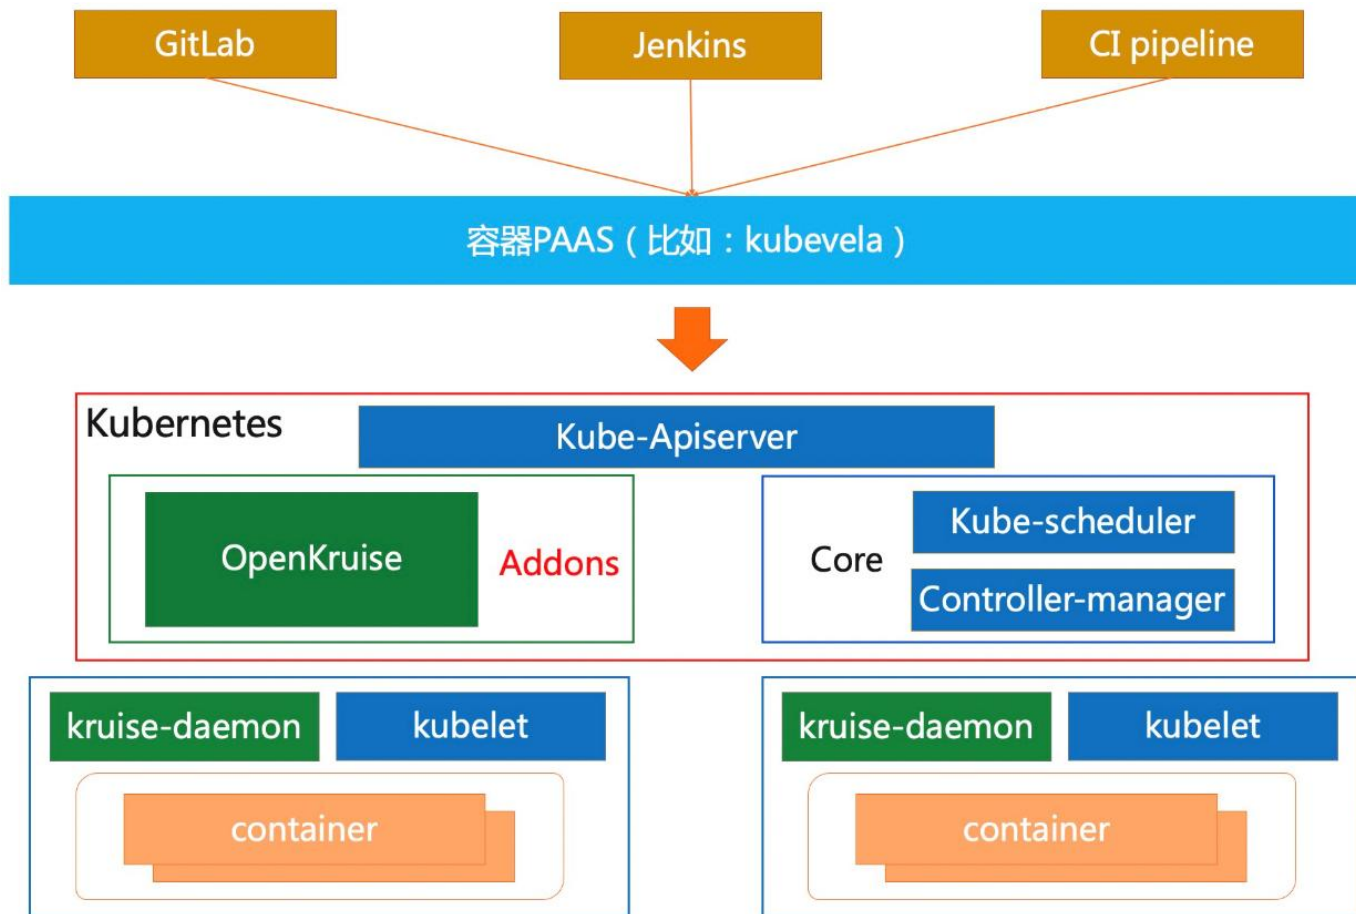 GitLab
Jenkins
CI pipeline
容器PAAS（比如：kubevela）
Kubernetes
Kube-Apiserver
OpenKruise
Addons
Core
Kube-scheduler
Controller-manager
kruise-daemon
kubelet
container
kruise-daemon
kubelet
container